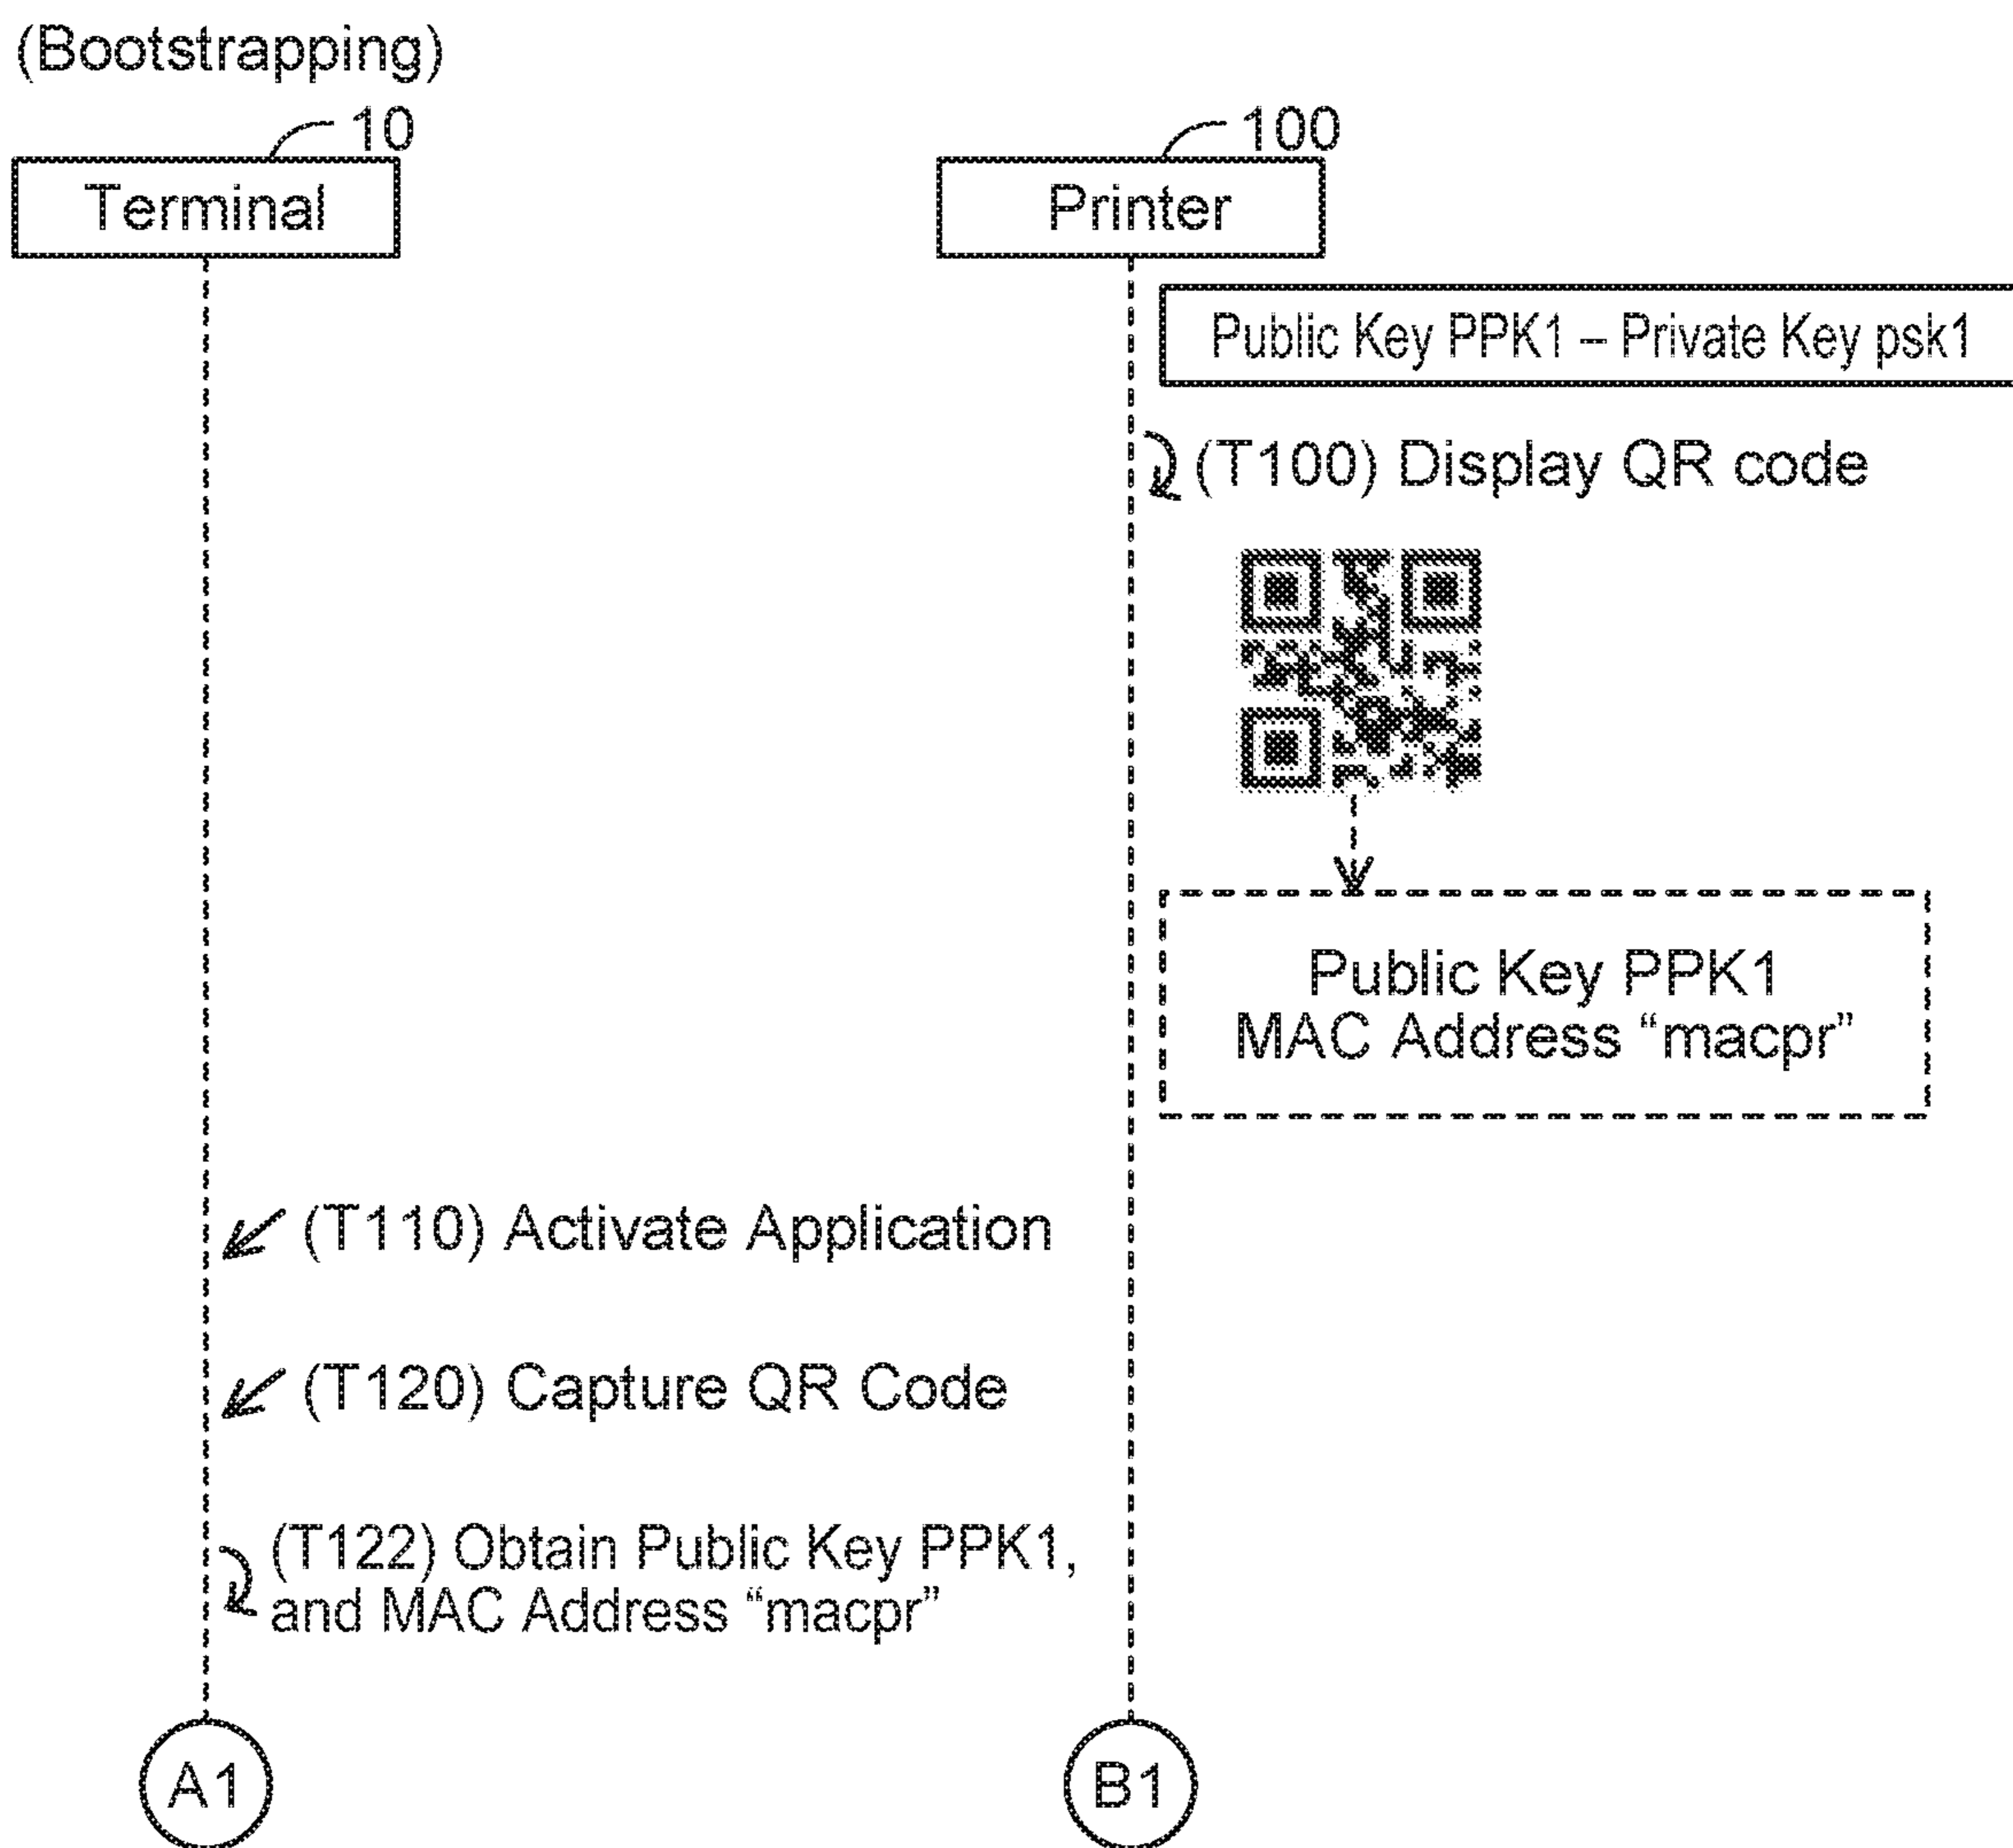 (Bootstrapping)
10
100
Terminal
Printer
Public Key PPK1 – Private Key psk1
(T100) Display QR code
Public Key PPK1
MAC Address “macpr”
(T110) Activate Application
(T120) Capture QR Code
(T122) Obtain Public Key PPK1,
and MAC Address “macpr”
A1
B1